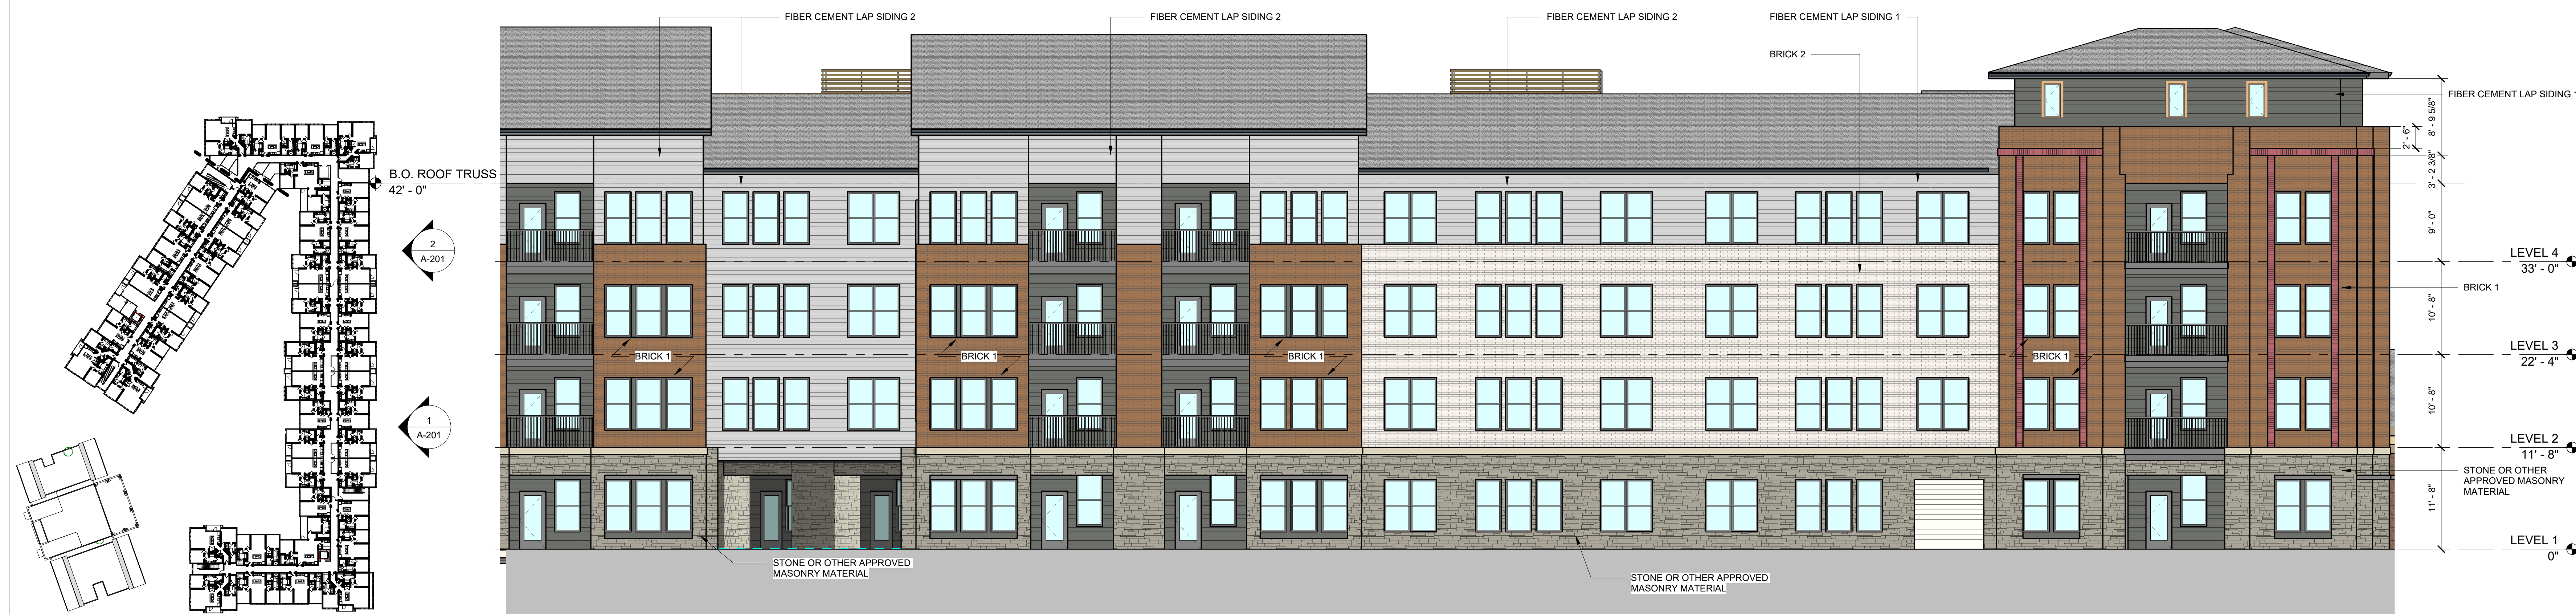 FIBER CEMENT LAP SIDING 2
FIBER CEMENT LAP SIDING 2
FIBER CEMENT LAP SIDING 2
FIBER CEMENT LAP SIDING 1
BRICK 2
FIBER CEMENT LAP SIDING 1
8' - 9 5/8"
2' - 6"
3' - 2 3/8"
B.O. ROOF TRUSS
42' - 0"
9' - 0"
2
A-201
LEVEL 4
33' - 0"
BRICK 1
10' - 8"
LEVEL 3
22' - 4"
BRICK 1
BRICK 1
BRICK 1
BRICK 1
10' - 8"
1
A-201
LEVEL 2
11' - 8"
STONE OR OTHER
APPROVED MASONRY
MATERIAL
11' - 8"
LEVEL 1
0"
STONE OR OTHER APPROVED
MASONRY MATERIAL
STONE OR OTHER APPROVED
MASONRY MATERIAL